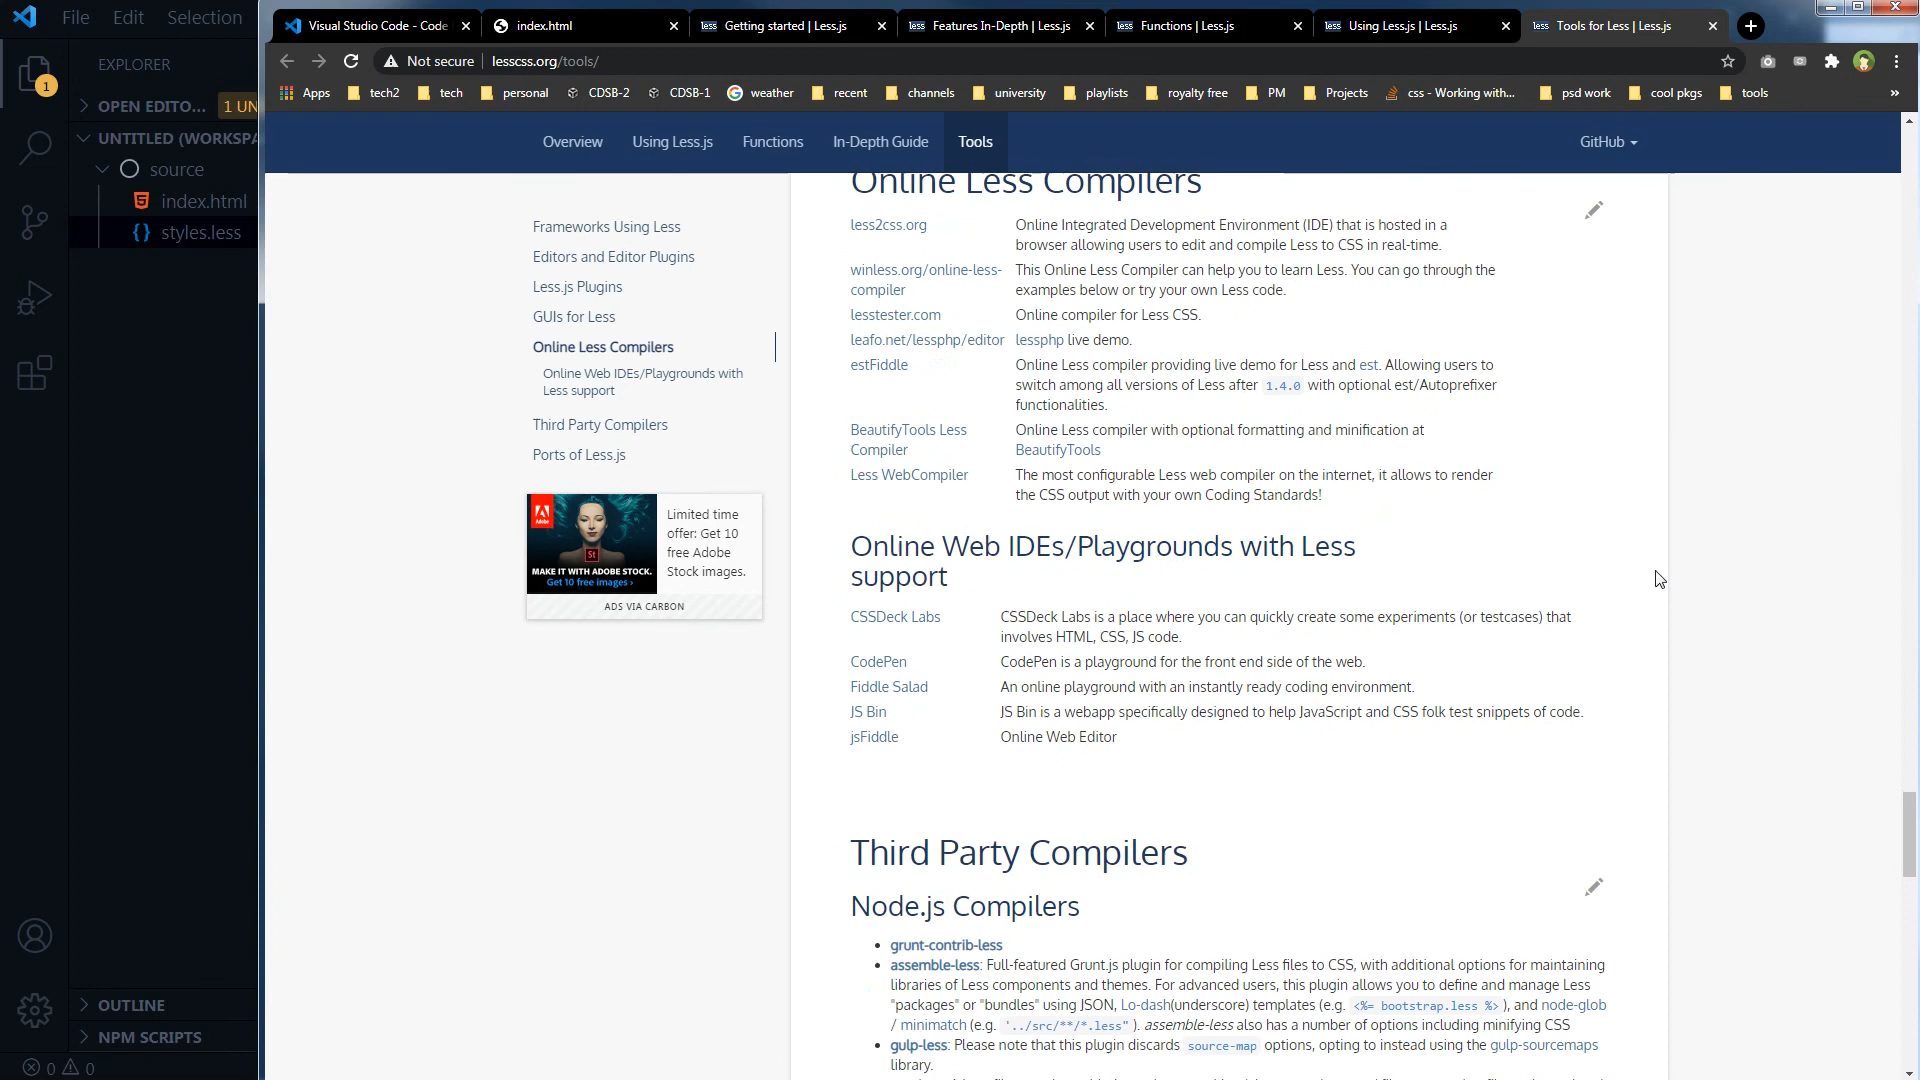 File Edit Selection
Visual Studio Code - Code
index.html
less Getting started | Less.js
less Features In-Depth | Less.js
less Functions | Less.js
less Using Less.js | Less.js
less Tools for Less | Less.js
EXPLORER
1
OPEN EDITO... 1 UN
UNTITLED (WORKSPA
source
index.html
styles.less
OUTLINE
NPM SCRIPTS
0 0
Not secure lesscss.org/tools/
Apps tech2 tech personal CDSB-2 CDSB-1 weather recent channels university playlists royalty free PM Projects css - Working with... psd work cool pkgs tools »
Overview Using Less.js Functions In-Depth Guide Tools GitHub
Frameworks Using Less
Editors and Editor Plugins
Less.js Plugins
GUIs for Less
Online Less Compilers
Online Web IDEs/Playgrounds with
Less support
Third Party Compilers
Ports of Less.js
Adobe
St
MAKE IT WITH ADOBE STOCK.
Get 10 free images ›
Limited time
offer: Get 10
free Adobe
Stock images.
ADS VIA CARBON
Online Less Compilers
less2css.org Online Integrated Development Environment (IDE) that is hosted in a
browser allowing users to edit and compile Less to CSS in real-time.
winless.org/online-less- This Online Less Compiler can help you to learn Less. You can go through the
compiler examples below or try your own Less code.
lesstester.com Online compiler for Less CSS.
leafo.net/lessphp/editor lessphp live demo.
estFiddle Online Less compiler providing live demo for Less and est. Allowing users to
switch among all versions of Less after 1.4.0 with optional est/Autoprefixer
functionalities.
BeautifyTools Less Online Less compiler with optional formatting and minification at
Compiler BeautifyTools
Less WebCompiler The most configurable Less web compiler on the internet, it allows to render
the CSS output with your own Coding Standards!
Online Web IDEs/Playgrounds with Less
support
CSSDeck Labs CSSDeck Labs is a place where you can quickly create some experiments (or testcases) that
involves HTML, CSS, JS code.
CodePen CodePen is a playground for the front end side of the web.
Fiddle Salad An online playground with an instantly ready coding environment.
JS Bin JS Bin is a webapp specifically designed to help JavaScript and CSS folk test snippets of code.
jsFiddle Online Web Editor
Third Party Compilers
Node.js Compilers
• grunt-contrib-less
• assemble-less: Full-featured Grunt.js plugin for compiling Less files to CSS, with additional options for maintaining
libraries of Less components and themes. For advanced users, this plugin allows you to define and manage Less
"packages" or "bundles" using JSON, Lo-dash(underscore) templates (e.g. <%= bootstrap.less %> ), and node-glob
/ minimatch (e.g. '../src/**/*.less" ). assemble-less also has a number of options including minifying CSS
• gulp-less: Please note that this plugin discards source-map options, opting to instead using the gulp-sourcemaps
library.